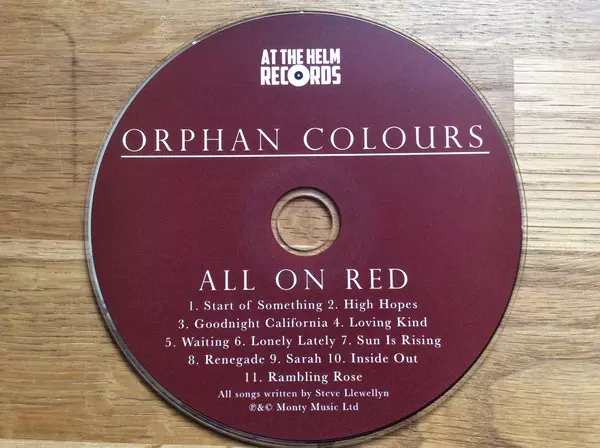 AT THE HELM
RECORDS
ORPHAN COLOURS
ALL ON RED
1. Start of Something 2. High Hopes
3. Goodnight California 4. Loving Kind
5. Waiting 6. Lonely Lately 7. Sun Is Rising
8. Renegade 9. Sarah 10. Inside Out
11. Rambling Rose
All songs written by Steve Llewellyn
℗&© Monty Music Ltd